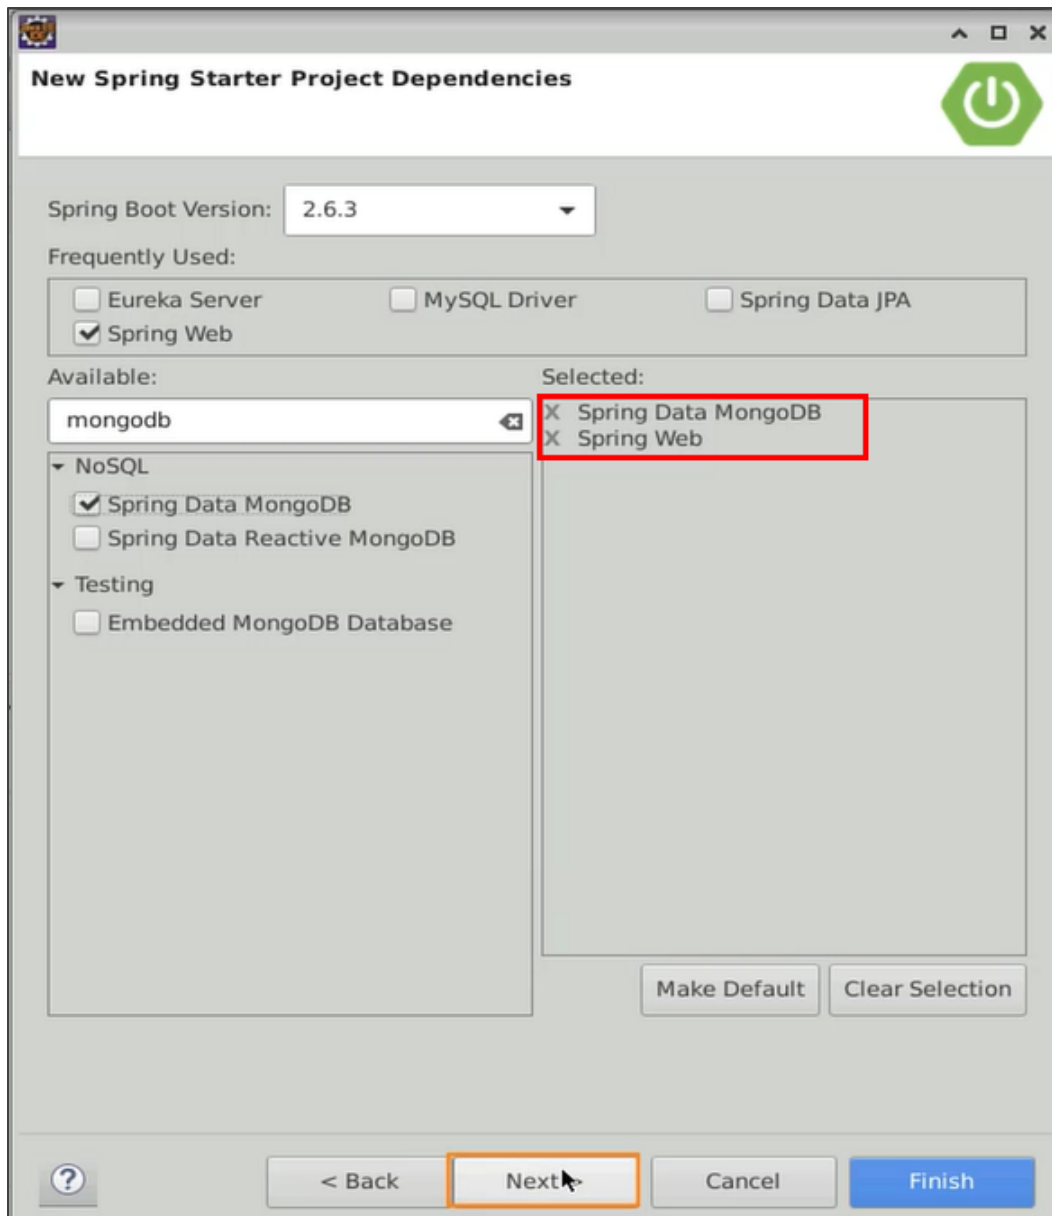 New Spring Starter Project Dependencies
Spring Boot Version: 2.6.3
Frequently Used:
Eureka Server MySQL Driver Spring Data JPA
Spring Web
Available:
mongodb
NoSQL
Spring Data MongoDB
Spring Data Reactive MongoDB
Testing
Embedded MongoDB Database
Selected:
X Spring Data MongoDB
X Spring Web
Make Default Clear Selection
? < Back Next > Cancel Finish